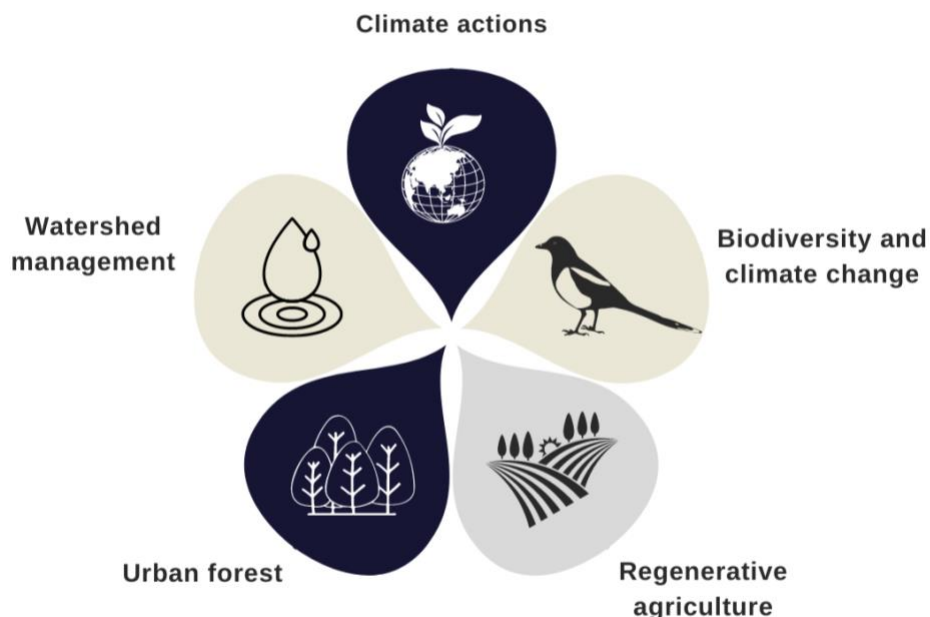 Climate actions
Watershed
management
Biodiversity and
climate change
Urban forest
Regenerative
agriculture